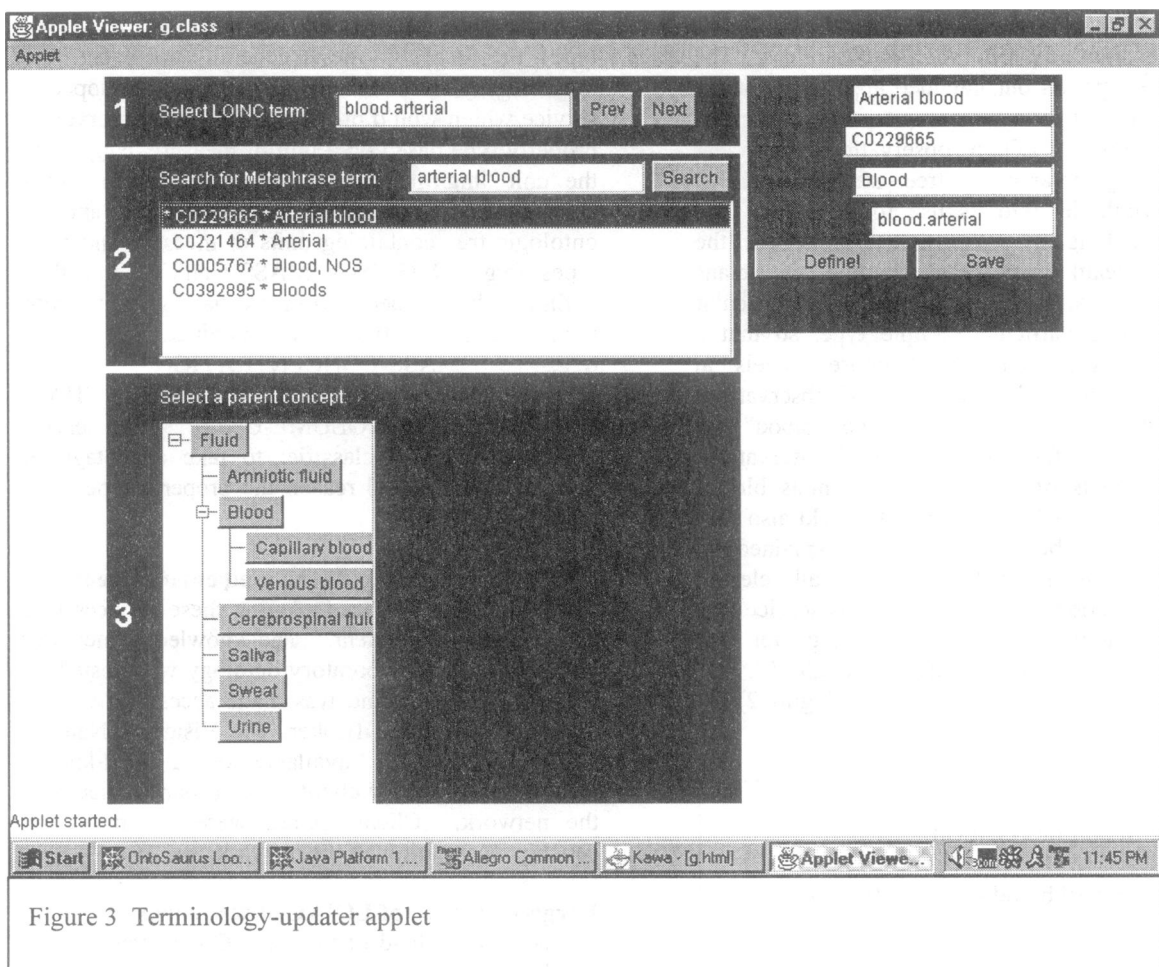 Applet Viewer: g.class
Applet
1 Select LOINC term: blood.arterial Prev Next
2 Search for Metaphrase term: arterial blood Search
* C0229665 * Arterial blood
C0221464 * Arterial
C0005767 * Blood, NOS
C0392895 * Bloods
Arterial blood
C0229665
Blood
blood.arterial
Define! Save
3 Select a parent concept:
Fluid
Amniotic fluid
Blood
Capillary blood
Venous blood
Cerebrospinal fluid
Saliva
Sweat
Urine
Applet started.
Start OntoSaurus Loo... Java Platform 1.... Allegro Common ... Kawa - [g.html] Applet Viewe... 11:45 PM
Figure 3 Terminology-updater applet